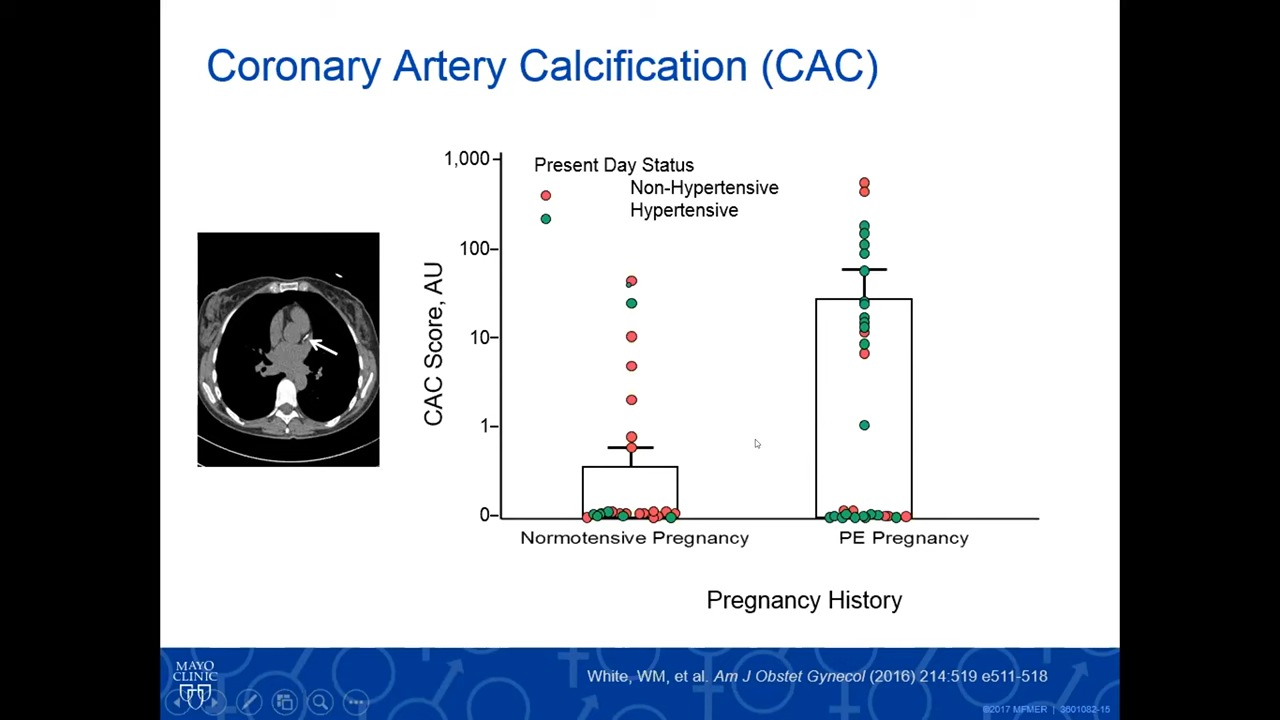 Coronary Artery Calcification (CAC)
1,000
Present Day Status
Non-Hypertensive
Hypertensive
100
10
1
0
CAC Score, AU
Normotensive Pregnancy
PE Pregnancy
Pregnancy History
MAYO
CLINIC
White, WM, et al. Am J Obstet Gynecol (2016) 214:519 e511-518
©2017 MFMER | 3601082-15